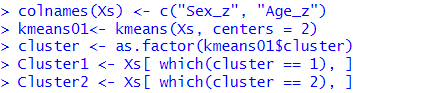 > colnames(Xs) <- c("Sex_z", "Age_z")
> kmeans01<- kmeans(Xs, centers = 2)
> cluster <- as.factor(kmeans01$cluster)
> Cluster1 <- Xs[ which(cluster == 1), ]
> Cluster2 <- Xs[ which(cluster == 2), ]